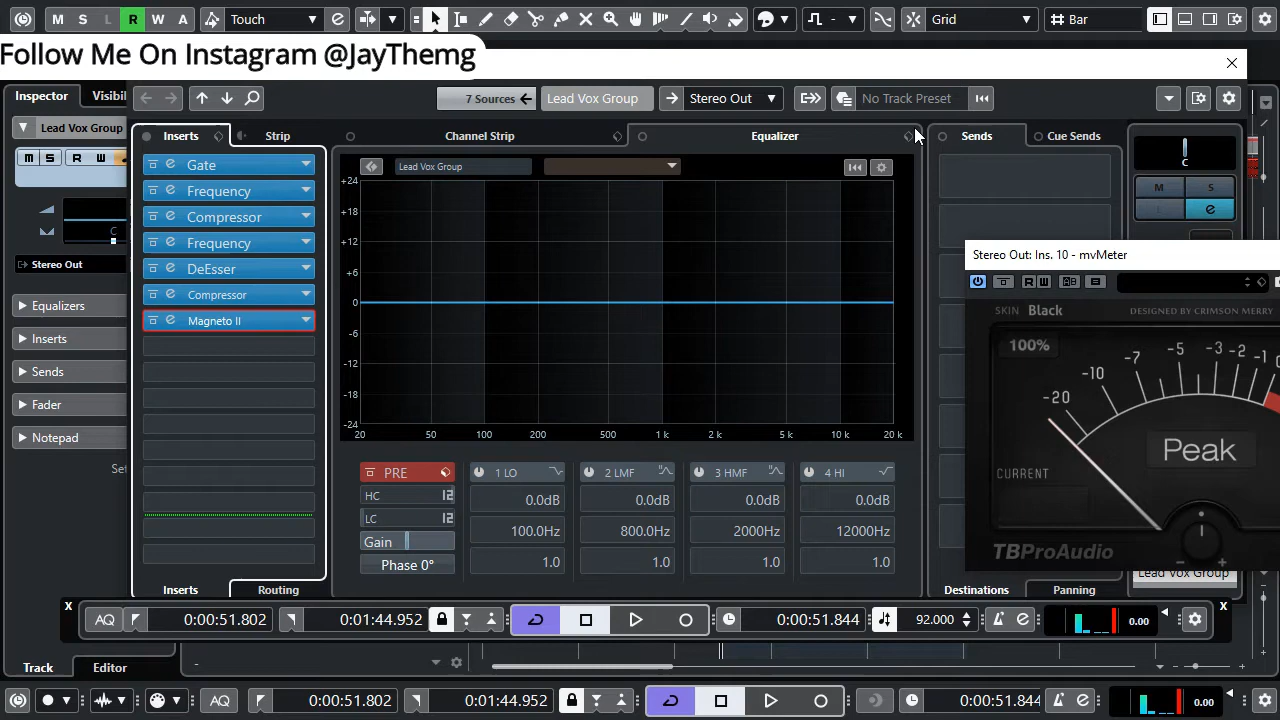 M S L R W A Touch Grid Bar
Follow Me On Instagram @JayThemg
Inspector Visibil
7 Sources Lead Vox Group Stereo Out No Track Preset
Lead Vox Group
M S R W
C
Stereo Out
Equalizers
Inserts
Sends
Fader
Notepad
Set
Inserts Strip
Gate
Frequency
Compressor
Frequency
DeEsser
Compressor
Magneto II
Inserts Routing
Channel Strip Equalizer
Lead Vox Group
+24
+18
+12
+6
0
-6
-12
-18
-24
20 50 100 200 500 1 k 2 k 5 k 10 k 20 k
PRE 1 LO 2 LMF 3 HMF 4 HI
HC 0.0dB 0.0dB 0.0dB 0.0dB
LC
Gain 100.0Hz 800.0Hz 2000Hz 12000Hz
Phase 0° 1.0 1.0 1.0 1.0
Sends Cue Sends
C
M S
e
Stereo Out: Ins. 10 - mvMeter
R W
SKIN Black DESIGNED BY CRIMSON MERRY
100%
-20 -10 -7 -5 -3 -2 -1 0
Peak
CURRENT
TBProAudio
Lead Vox Group
Destinations Panning
X X
AQ 0:00:51.802 0:01:44.952 0:00:51.844 92.000 0.00
Track Editor
AQ 0:00:51.802 0:01:44.952 0:00:51.844 0.00